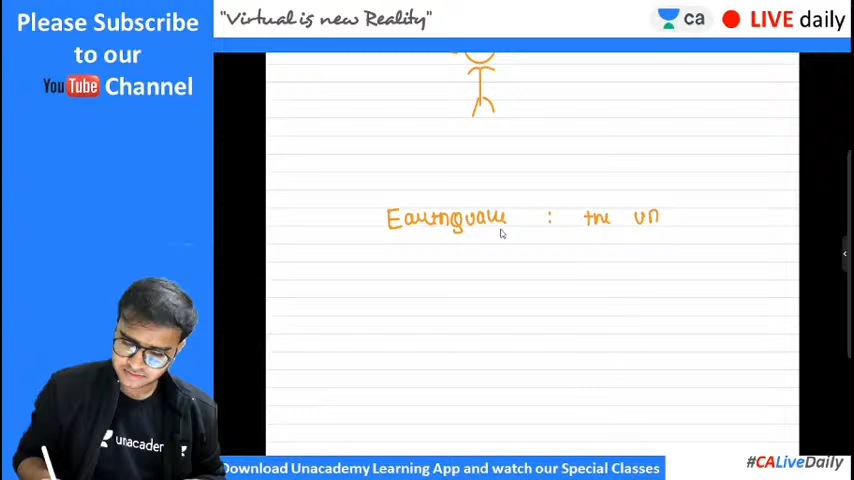 Please Subscribe
to our
YouTube Channel
"Virtual is new Reality"
ca LIVE daily
Earthquake : the un
unacademy
Download Unacademy Learning App and watch our Special Classes
#CALiveDaily